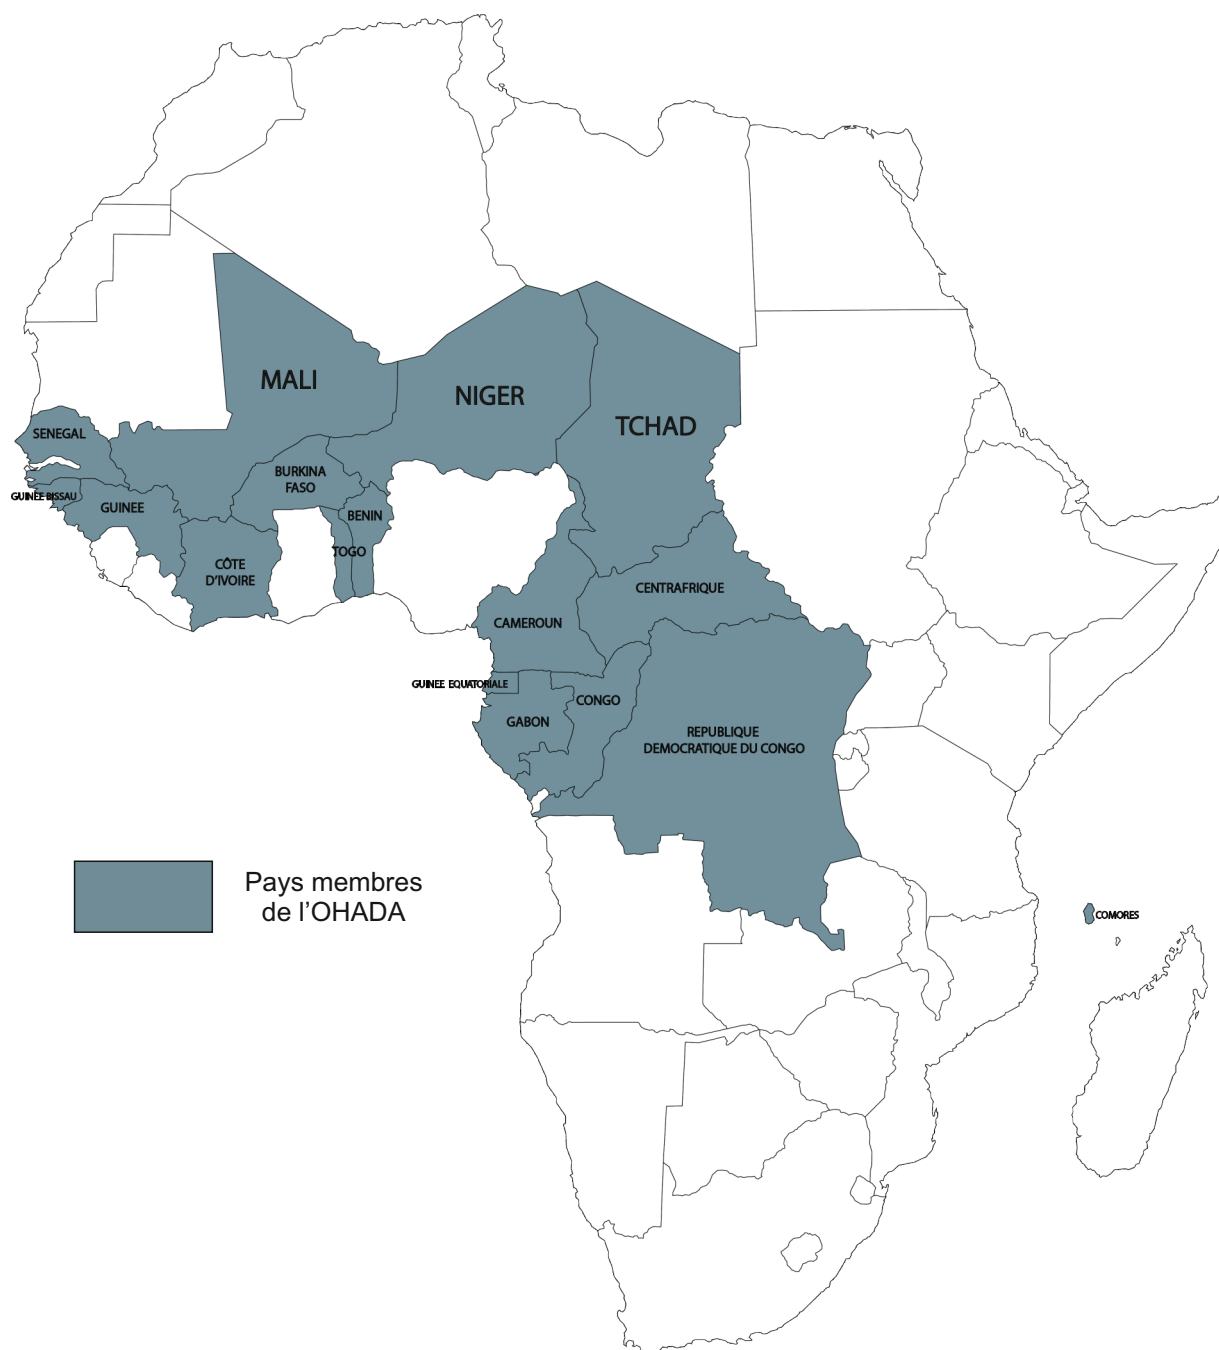 MALI
NIGER
TCHAD
SENEGAL
BURKINA
FASO
GUINÉE BISSAU
GUINEE
BENIN
TOGO
CÔTE
D'IVOIRE
CENTRAFRIQUE
CAMEROUN
GUINEE EQUATORIALE
CONGO
GABON
REPUBLIQUE
DEMOCRATIQUE DU CONGO
Pays membres
de l'OHADA
COMORES